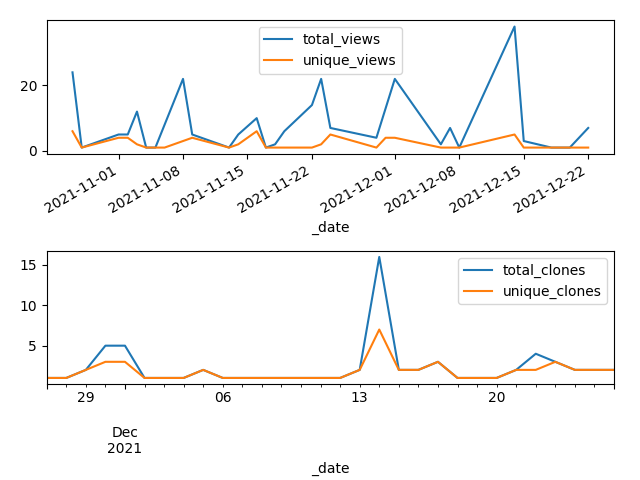 total_views
unique_views
20
0
2021-11-01
2021-11-08
2021-11-15
2021-11-22
2021-12-01
2021-12-08
2021-12-15
2021-12-22
_date
total_clones
unique_clones
15
10
5
29
06
13
20
Dec
2021
_date